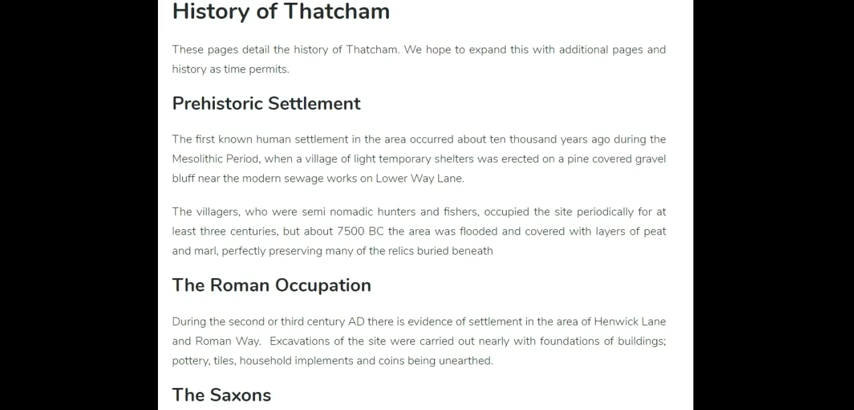 History of Thatcham
These pages detail the history of Thatcham. We hope to expand this with additional pages and
history as time permits.
Prehistoric Settlement
The first known human settlement in the area occurred about ten thousand years ago during the
Mesolithic Period, when a village of light temporary shelters was erected on a pine covered gravel
bluff near the modern sewage works on Lower Way Lane.
The villagers, who were semi nomadic hunters and fishers, occupied the site periodically for at
least three centuries, but about 7500 BC the area was flooded and covered with layers of peat
and marl, perfectly preserving many of the relics buried beneath
The Roman Occupation
During the second or third century AD there is evidence of settlement in the area of Henwick Lane
and Roman Way.  Excavations of the site were carried out nearly with foundations of buildings;
pottery, tiles, household implements and coins being unearthed.
The Saxons